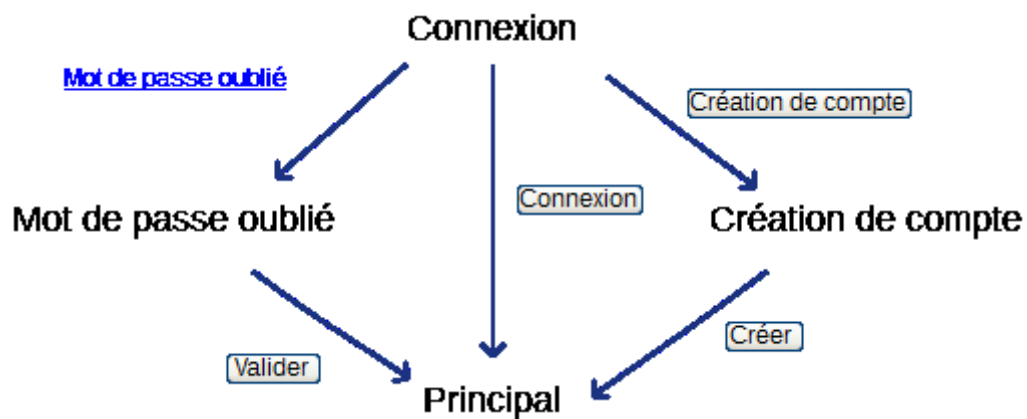 Connexion
Mot de passe oublié
Création de compte
Connexion
Mot de passe oublié
Création de compte
Créer
Valider
Principal